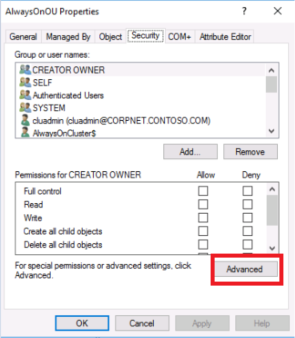 AlwaysOnOU Properties ? ×
General Managed By Object Security COM+ Attribute Editor
Group or user names:
CREATOR OWNER
SELF
Authenticated Users
SYSTEM
cluadmin (cluadmin@CORPNET.CONTOSO.COM)
AlwaysOnCluster$
Add... Remove
Permissions for CREATOR OWNER Allow Deny
Full control
Read
Write
Create all child objects
Delete all child objects
For special permissions or advanced settings, click
Advanced.
Advanced
OK Cancel Apply Help